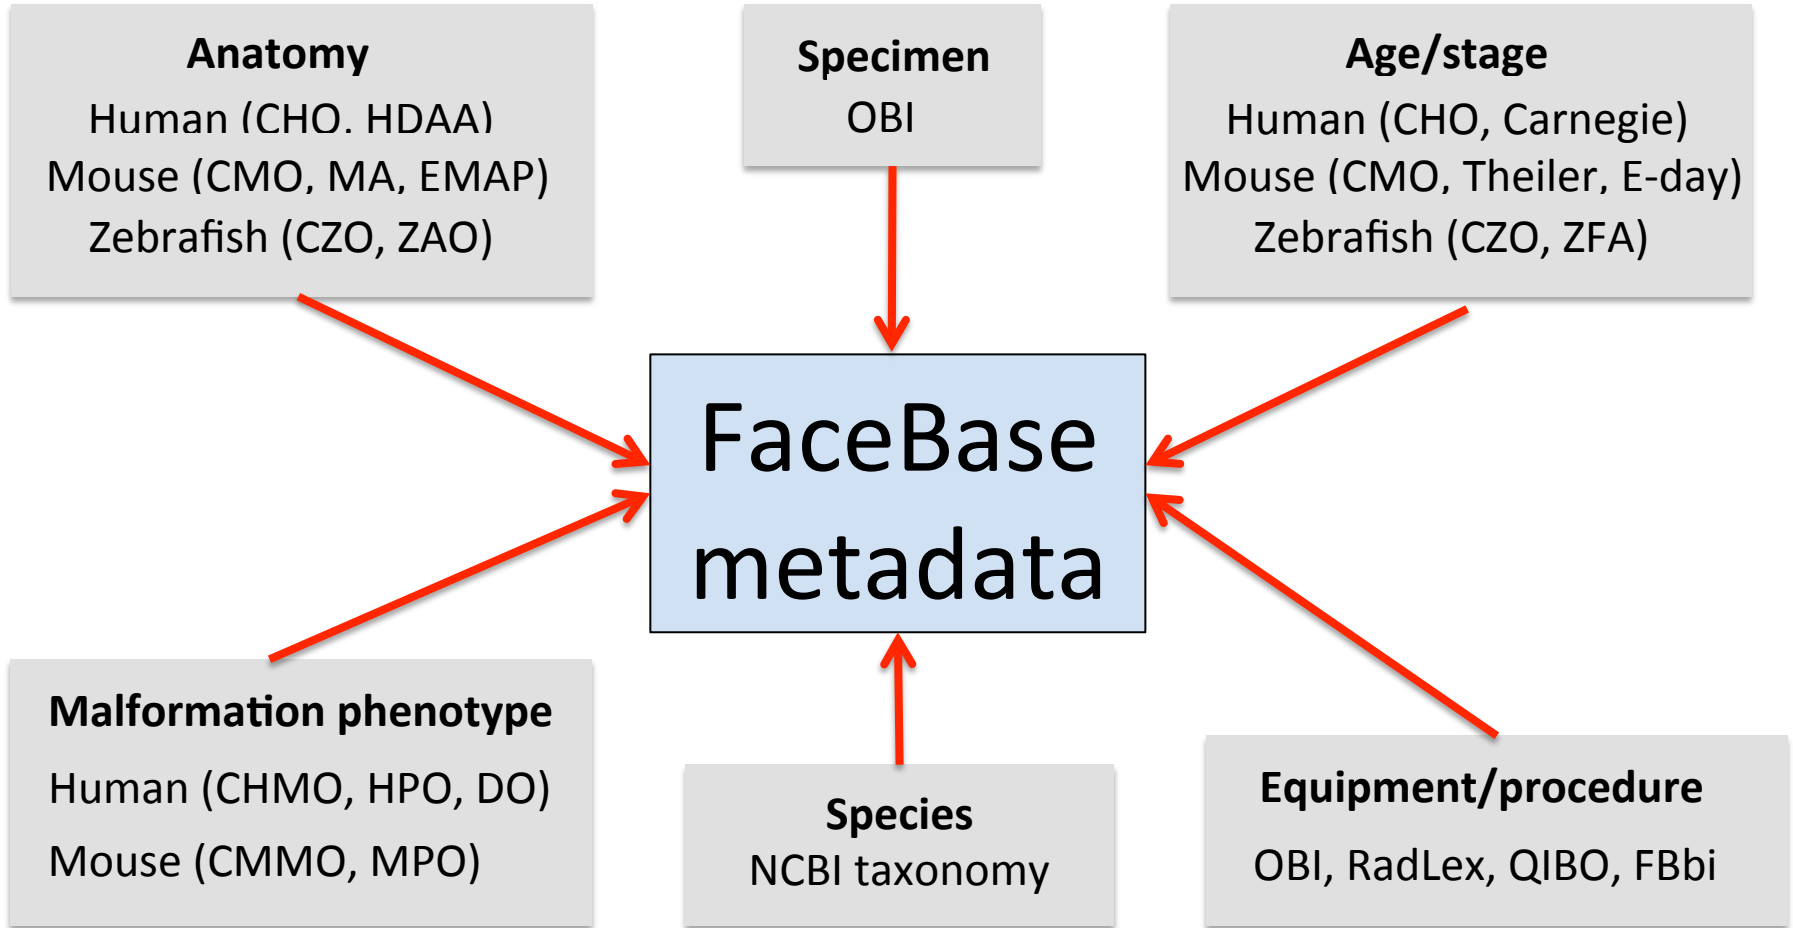 Anatomy
Human (CHO, HDAA)
Mouse (CMO, MA, EMAP)
Zebrafish (CZO, ZAO)
Specimen
OBI
Age/stage
Human (CHO, Carnegie)
Mouse (CMO, Theiler, E-day)
Zebrafish (CZO, ZFA)
FaceBase
metadata
Malformation phenotype
Human (CHMO, HPO, DO)
Mouse (CMMO, MPO)
Species
NCBI taxonomy
Equipment/procedure
OBI, RadLex, QIBO, FBbi